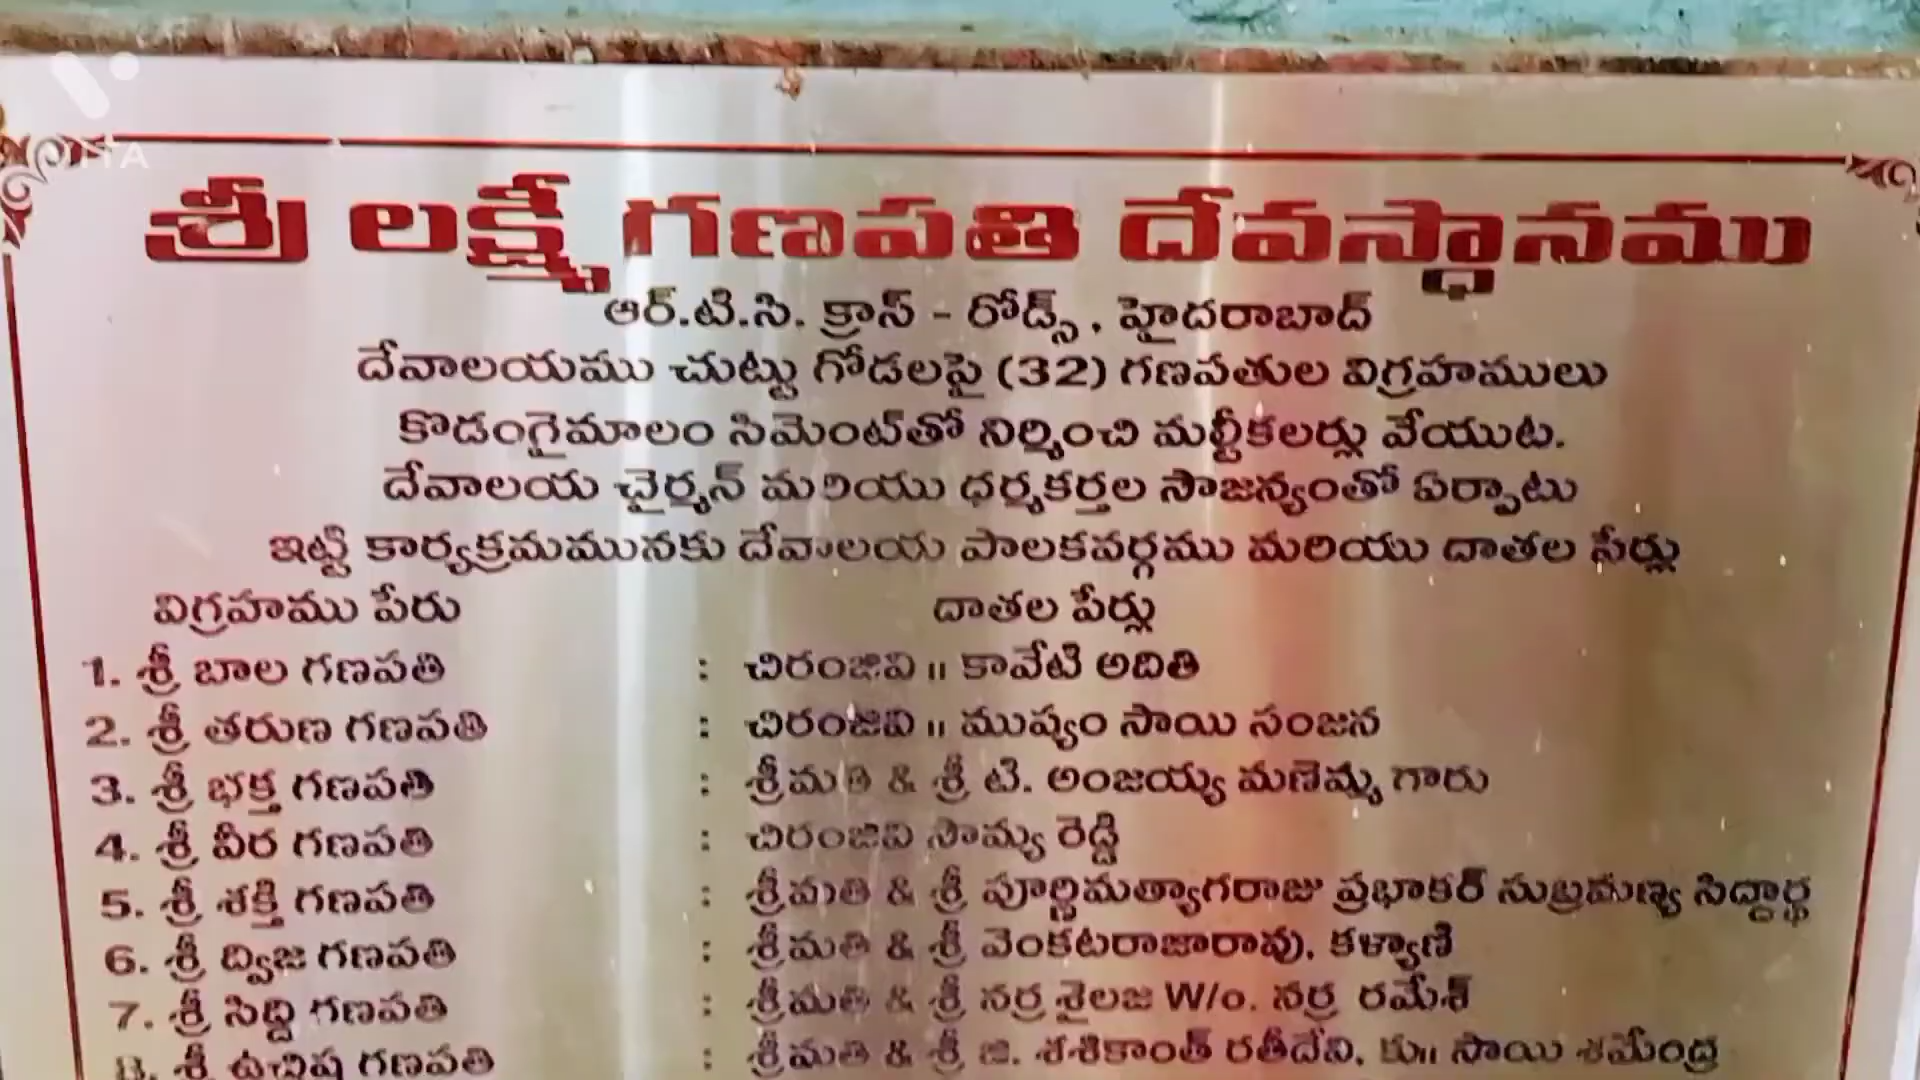 VITA
శ్రీ లక్ష్మీ గణపతి దేవస్థానము
ఆర్.టి.సి. క్రాస్ - రోడ్స్, హైదరాబాద్
దేవాలయము చుట్టు గోడలపై (32) గణపతుల విగ్రహములు
కొడంగైమాలం సిమెంట్‌తో నిర్మించి మల్టీకలర్లు వేయుట.
దేవాలయ చైర్మన్ మరియు ధర్మకర్తల సౌజన్యంతో ఏర్పాటు
ఇట్టి కార్యక్రమమునకు దేవాలయ పాలకవర్గము మరియు దాతల పేర్లు
విగ్రహము పేరు దాతల పేర్లు
1. శ్రీ బాల గణపతి : చిరంజీవి ॥ కావేటి అదితి
2. శ్రీ తరుణ గణపతి : చిరంజీవి ॥ ముష్యం సాయి సంజన
3. శ్రీ భక్త గణపతి : శ్రీమతి & శ్రీ టి. అంజయ్య మణెమ్మ గారు
4. శ్రీ వీర గణపతి : చిరంజీవి సౌమ్య రెడ్డి
5. శ్రీ శక్తి గణపతి : శ్రీమతి & శ్రీ పూర్ణిమత్యాగరాజు ప్రభాకర్ సుబ్రమణ్య సిద్ధార్థ
6. శ్రీ ద్విజ గణపతి : శ్రీమతి & శ్రీ వెంకటరాజారావు, కళ్యాణి
7. శ్రీ సిద్ది గణపతి : శ్రీమతి & శ్రీ నర్ర శైలజ W/o. నర్ర రమేశ్
8. శ్రీ ఉచిష గణపతి : శ్రీమతి & శ్రీ జి. శశికాంత్ రతీదేవి, కు॥ సాయి శమేంద్ర